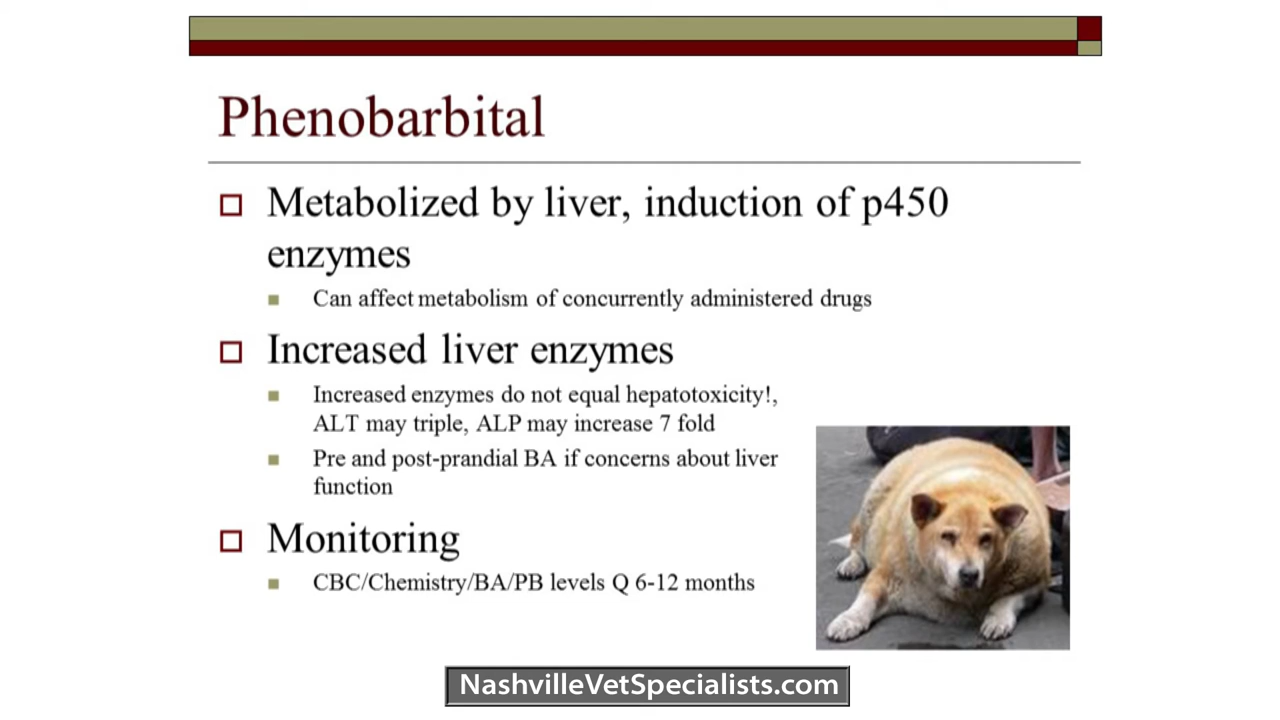 Phenobarbital
Metabolized by liver, induction of p450
enzymes
Can affect metabolism of concurrently administered drugs
Increased liver enzymes
Increased enzymes do not equal hepatotoxicity!,
ALT may triple, ALP may increase 7 fold
Pre and post-prandial BA if concerns about liver
function
Monitoring
CBC/Chemistry/BA/PB levels Q 6-12 months
NashvilleVetSpecialists.com